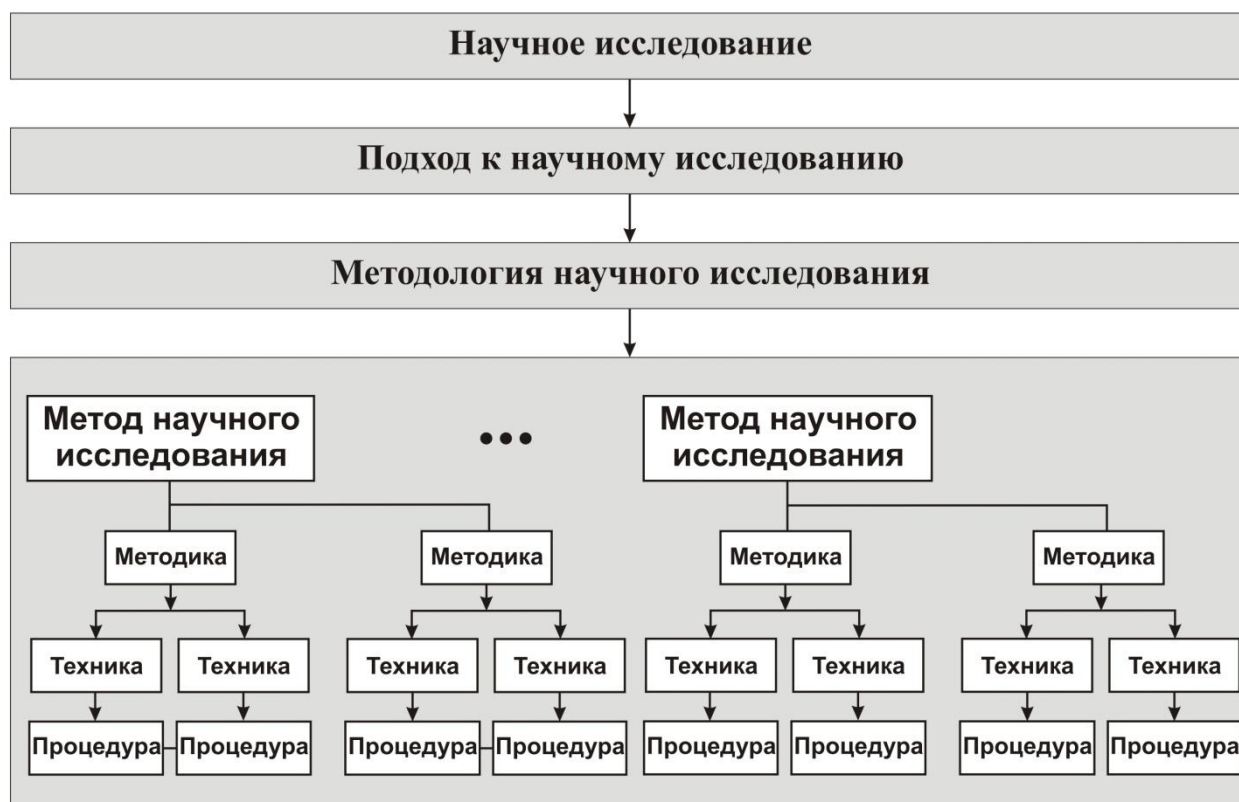 Научное исследование
Подход к научному исследованию
Методология научного исследования
Метод научного
исследования
•••
Метод научного
исследования
Методика
Методика
Методика
Методика
Техника
Техника
Техника
Техника
Техника
Техника
Техника
Техника
Процедура
Процедура
Процедура
Процедура
Процедура
Процедура
Процедура
Процедура